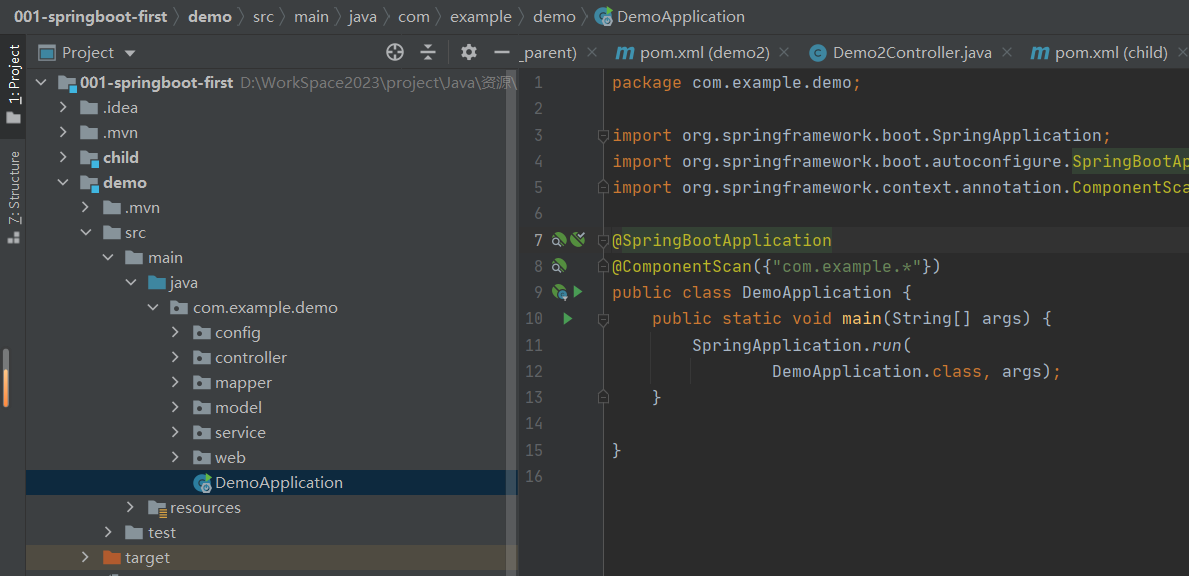 001-springboot-first demo src main java com example demo DemoApplication
Project
_parent) pom.xml (demo2) Demo2Controller.java pom.xml (child)
1: Project
Z: Structure
001-springboot-first D:\WorkSpace2023\project\Java\资源\
.idea
.mvn
child
demo
.mvn
src
main
java
com.example.demo
config
controller
mapper
model
service
web
DemoApplication
resources
test
target
1 package com.example.demo;
2
3 import org.springframework.boot.SpringApplication;
4 import org.springframework.boot.autoconfigure.SpringBootAp
5 import org.springframework.context.annotation.ComponentSca
6
7 @SpringBootApplication
8 @ComponentScan({"com.example.*"})
9 public class DemoApplication {
10 public static void main(String[] args) {
11 SpringApplication.run(
12 DemoApplication.class, args);
13 }
14
15 }
16